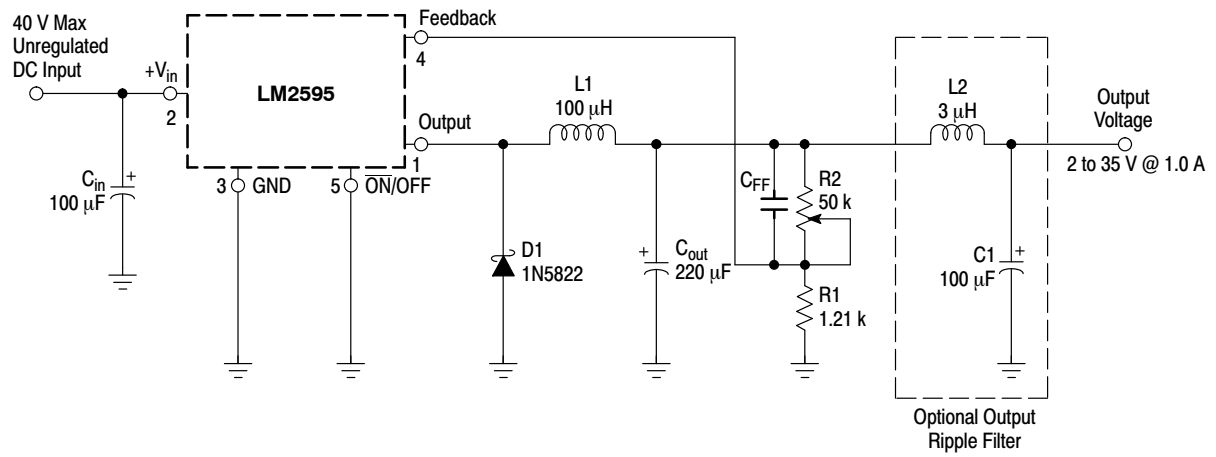 40 V Max
Unregulated
DC Input
+Vin
2
LM2595
Feedback
4
Output
1
3
GND
5
ON/OFF
Cin
100 μF
+
L1
100 μH
D1
1N5822
+
Cout
220 μF
CFF
R2
50 k
R1
1.21 k
L2
3 μH
C1
100 μF
+
Output
Voltage
2 to 35 V @ 1.0 A
Optional Output
Ripple Filter